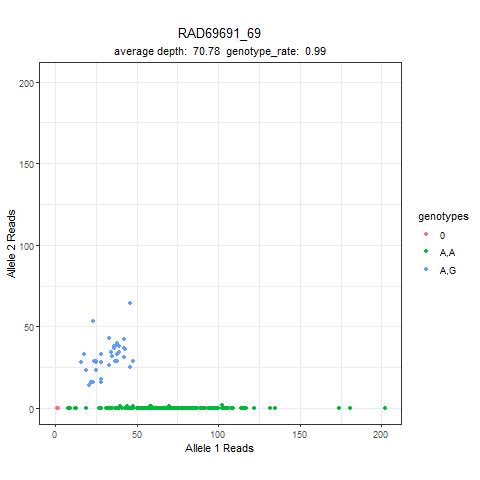 RAD69691_69
average depth: 70.78 genotype_rate: 0.99
200
150
100
50
0
Allele 2 Reads
0 50 100 150 200
Allele 1 Reads
genotypes
0
A,A
A,G